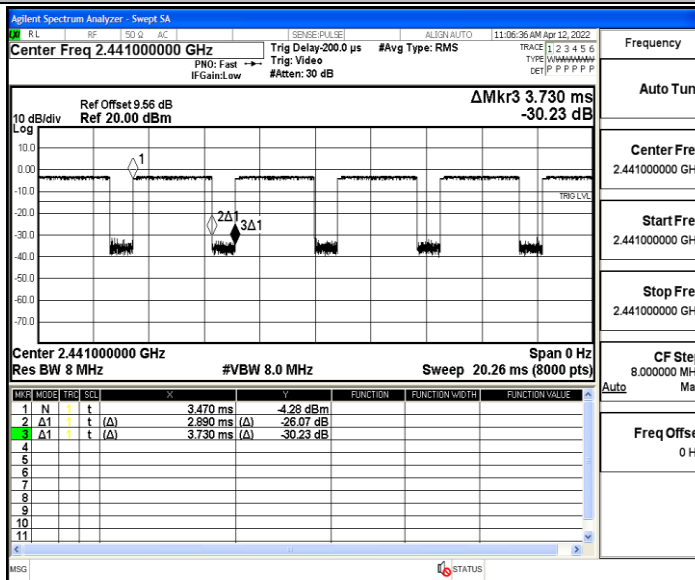 Agilent Spectrum Analyzer - Swept SA
LXI RL RF 50 Ω AC SENSE:PULSE ALIGN AUTO 11:06:36 AM Apr 12, 2022
Center Freq 2.441000000 GHz
PNO: Fast
IFGain:Low
Trig Delay-200.0 µs
Trig: Video
#Atten: 30 dB
#Avg Type: RMS
TRACE 1 2 3 4 5 6
TYPE WWWWWW
DET P P P P P P
Ref Offset 9.56 dB
10 dB/div Ref 20.00 dBm
Log
ΔMkr3 3.730 ms
-30.23 dB
10.0
0.00
-10.0
-20.0
-30.0
-40.0
-50.0
-60.0
-70.0
1
2Δ1
3Δ1
TRIG LVL
Center 2.441000000 GHz Span 0 Hz
Res BW 8 MHz #VBW 8.0 MHz Sweep 20.26 ms (8000 pts)
MKR MODE TRC SCL X Y FUNCTION FUNCTION WIDTH FUNCTION VALUE
1 N 1 t 3.470 ms -4.28 dBm
2 Δ1 1 t (Δ) 2.890 ms (Δ) -26.07 dB
3 Δ1 1 t (Δ) 3.730 ms (Δ) -30.23 dB
4
5
6
7
8
9
10
11
MSG STATUS
Frequency
Auto Tun
Center Fre
2.441000000 GH
Start Fre
2.441000000 GH
Stop Fre
2.441000000 GH
CF Step
8.000000 MH
Auto Ma
Freq Offse
0 H